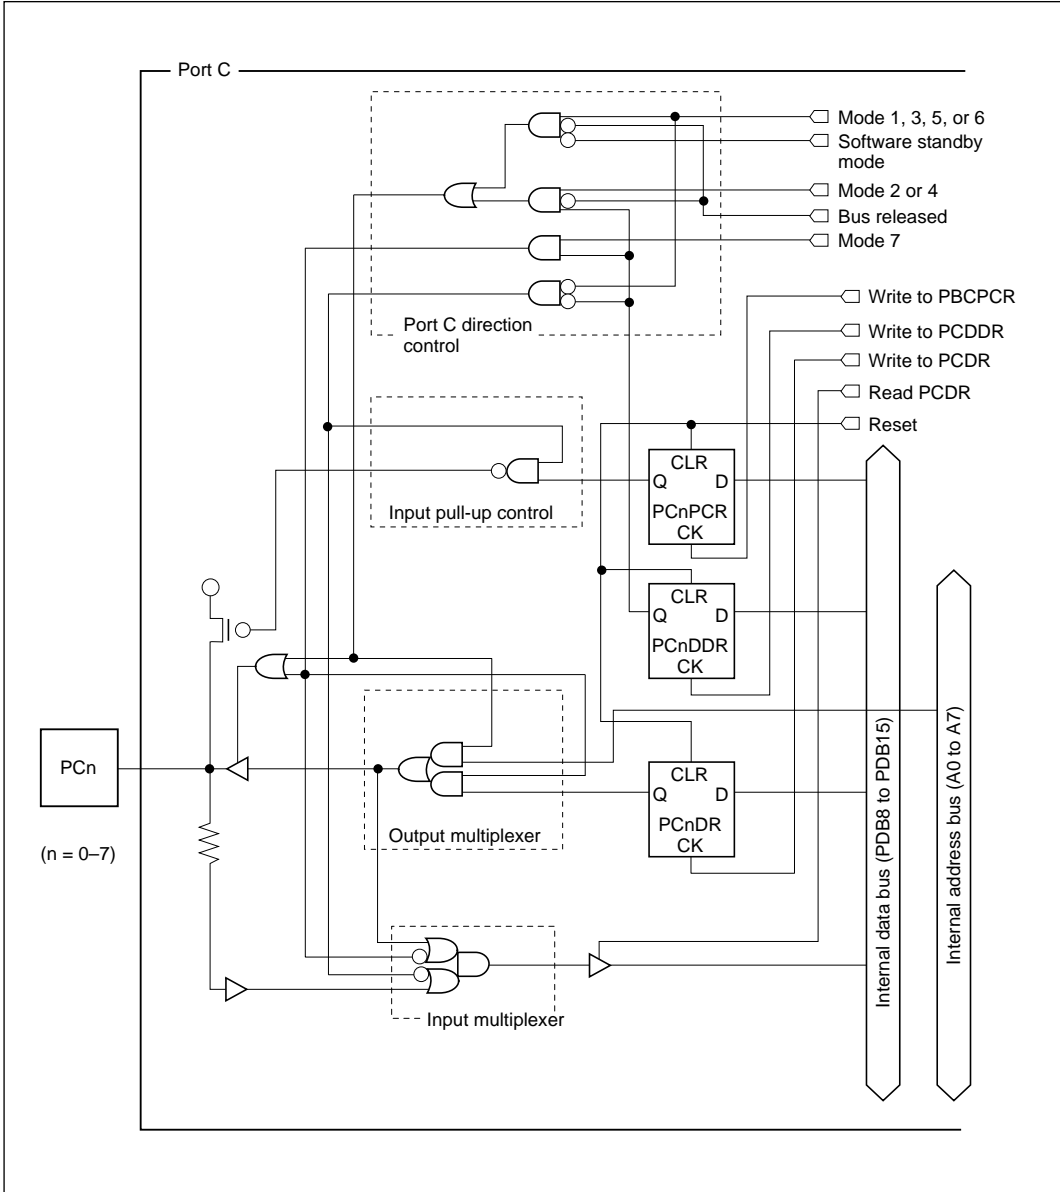 Port C
Mode 1, 3, 5, or 6
Software standby
mode
Mode 2 or 4
Bus released
Mode 7
Port C direction
control
Write to PBCPCR
Write to PCDDR
Write to PCDR
Read PCDR
Reset
Input pull-up control
CLR
Q D
PCnPCR
CK
CLR
Q D
PCnDDR
CK
PCn
(n = 0–7)
Output multiplexer
CLR
Q D
PCnDR
CK
Input multiplexer
Internal data bus (PDB8 to PDB15)
Internal address bus (A0 to A7)